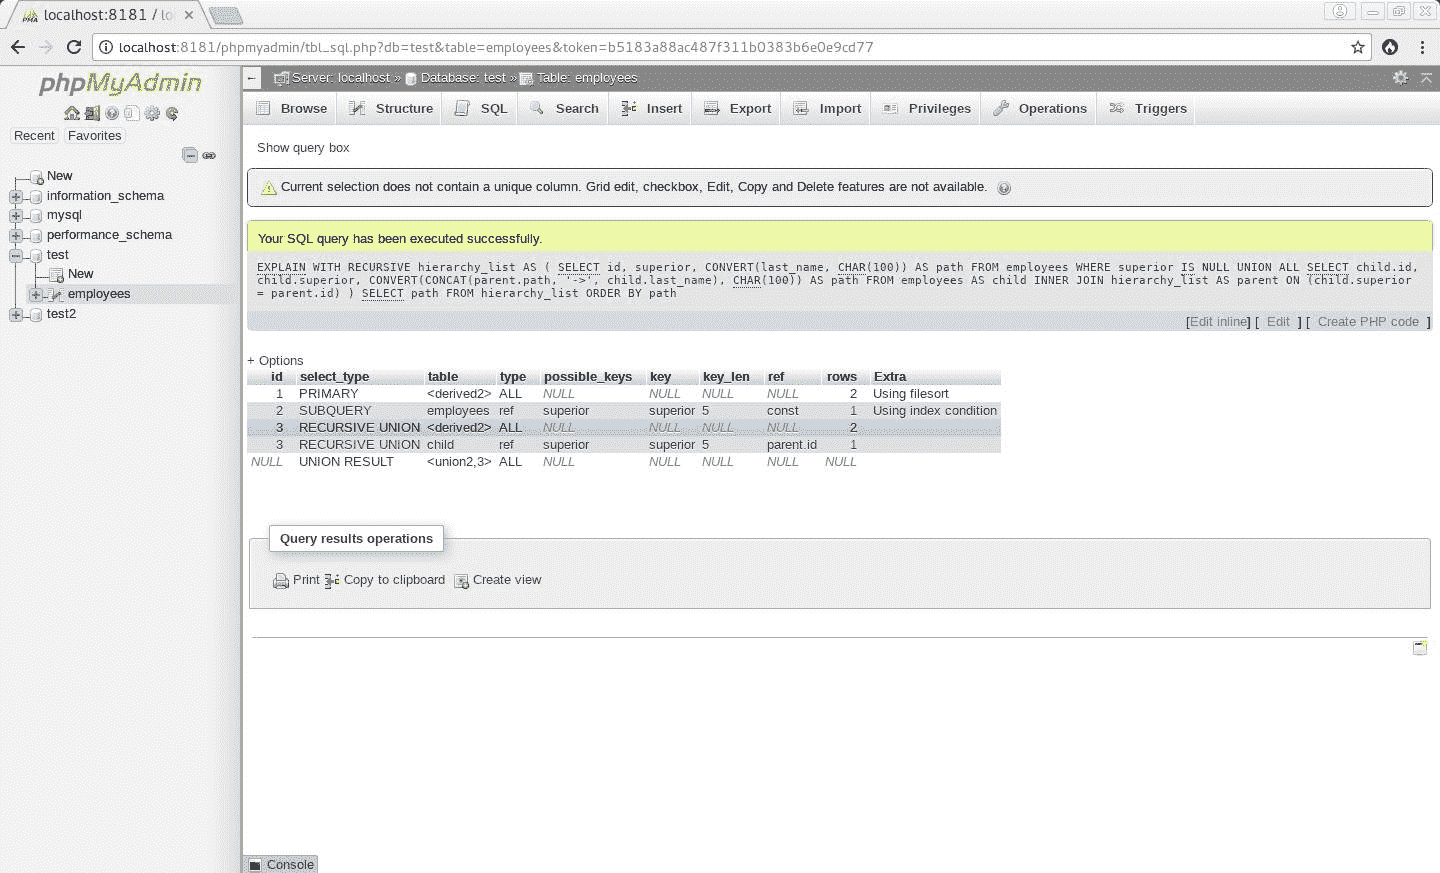 localhost:8181 / lo
localhost:8181/phpmyadmin/tbl_sql.php?db=test&table=employees&token=b5183a88ac487f311b0383b6e0e9cd77
phpMyAdmin
Recent Favorites
New
information_schema
mysql
performance_schema
test
New
employees
test2
Server: localhost » Database: test » Table: employees
Browse Structure SQL Search Insert Export Import Privileges Operations Triggers
Show query box
Current selection does not contain a unique column. Grid edit, checkbox, Edit, Copy and Delete features are not available.
Your SQL query has been executed successfully.
EXPLAIN WITH RECURSIVE hierarchy_list AS ( SELECT id, superior, CONVERT(last_name, CHAR(100)) AS path FROM employees WHERE superior IS NULL UNION ALL SELECT child.id,
child.superior, CONVERT(CONCAT(parent.path, '->', child.last_name), CHAR(100)) AS path FROM employees AS child INNER JOIN hierarchy_list AS parent ON (child.superior
= parent.id) ) SELECT path FROM hierarchy_list ORDER BY path
[Edit inline] [ Edit ] [ Create PHP code ]
+ Options
id select_type table type possible_keys key key_len ref rows Extra
1 PRIMARY <derived2> ALL NULL NULL NULL NULL 2 Using filesort
2 SUBQUERY employees ref superior superior 5 const 1 Using index condition
3 RECURSIVE UNION <derived2> ALL NULL NULL NULL NULL 2
3 RECURSIVE UNION child ref superior superior 5 parent.id 1
NULL UNION RESULT <union2,3> ALL NULL NULL NULL NULL NULL
Query results operations
Print Copy to clipboard Create view
Console